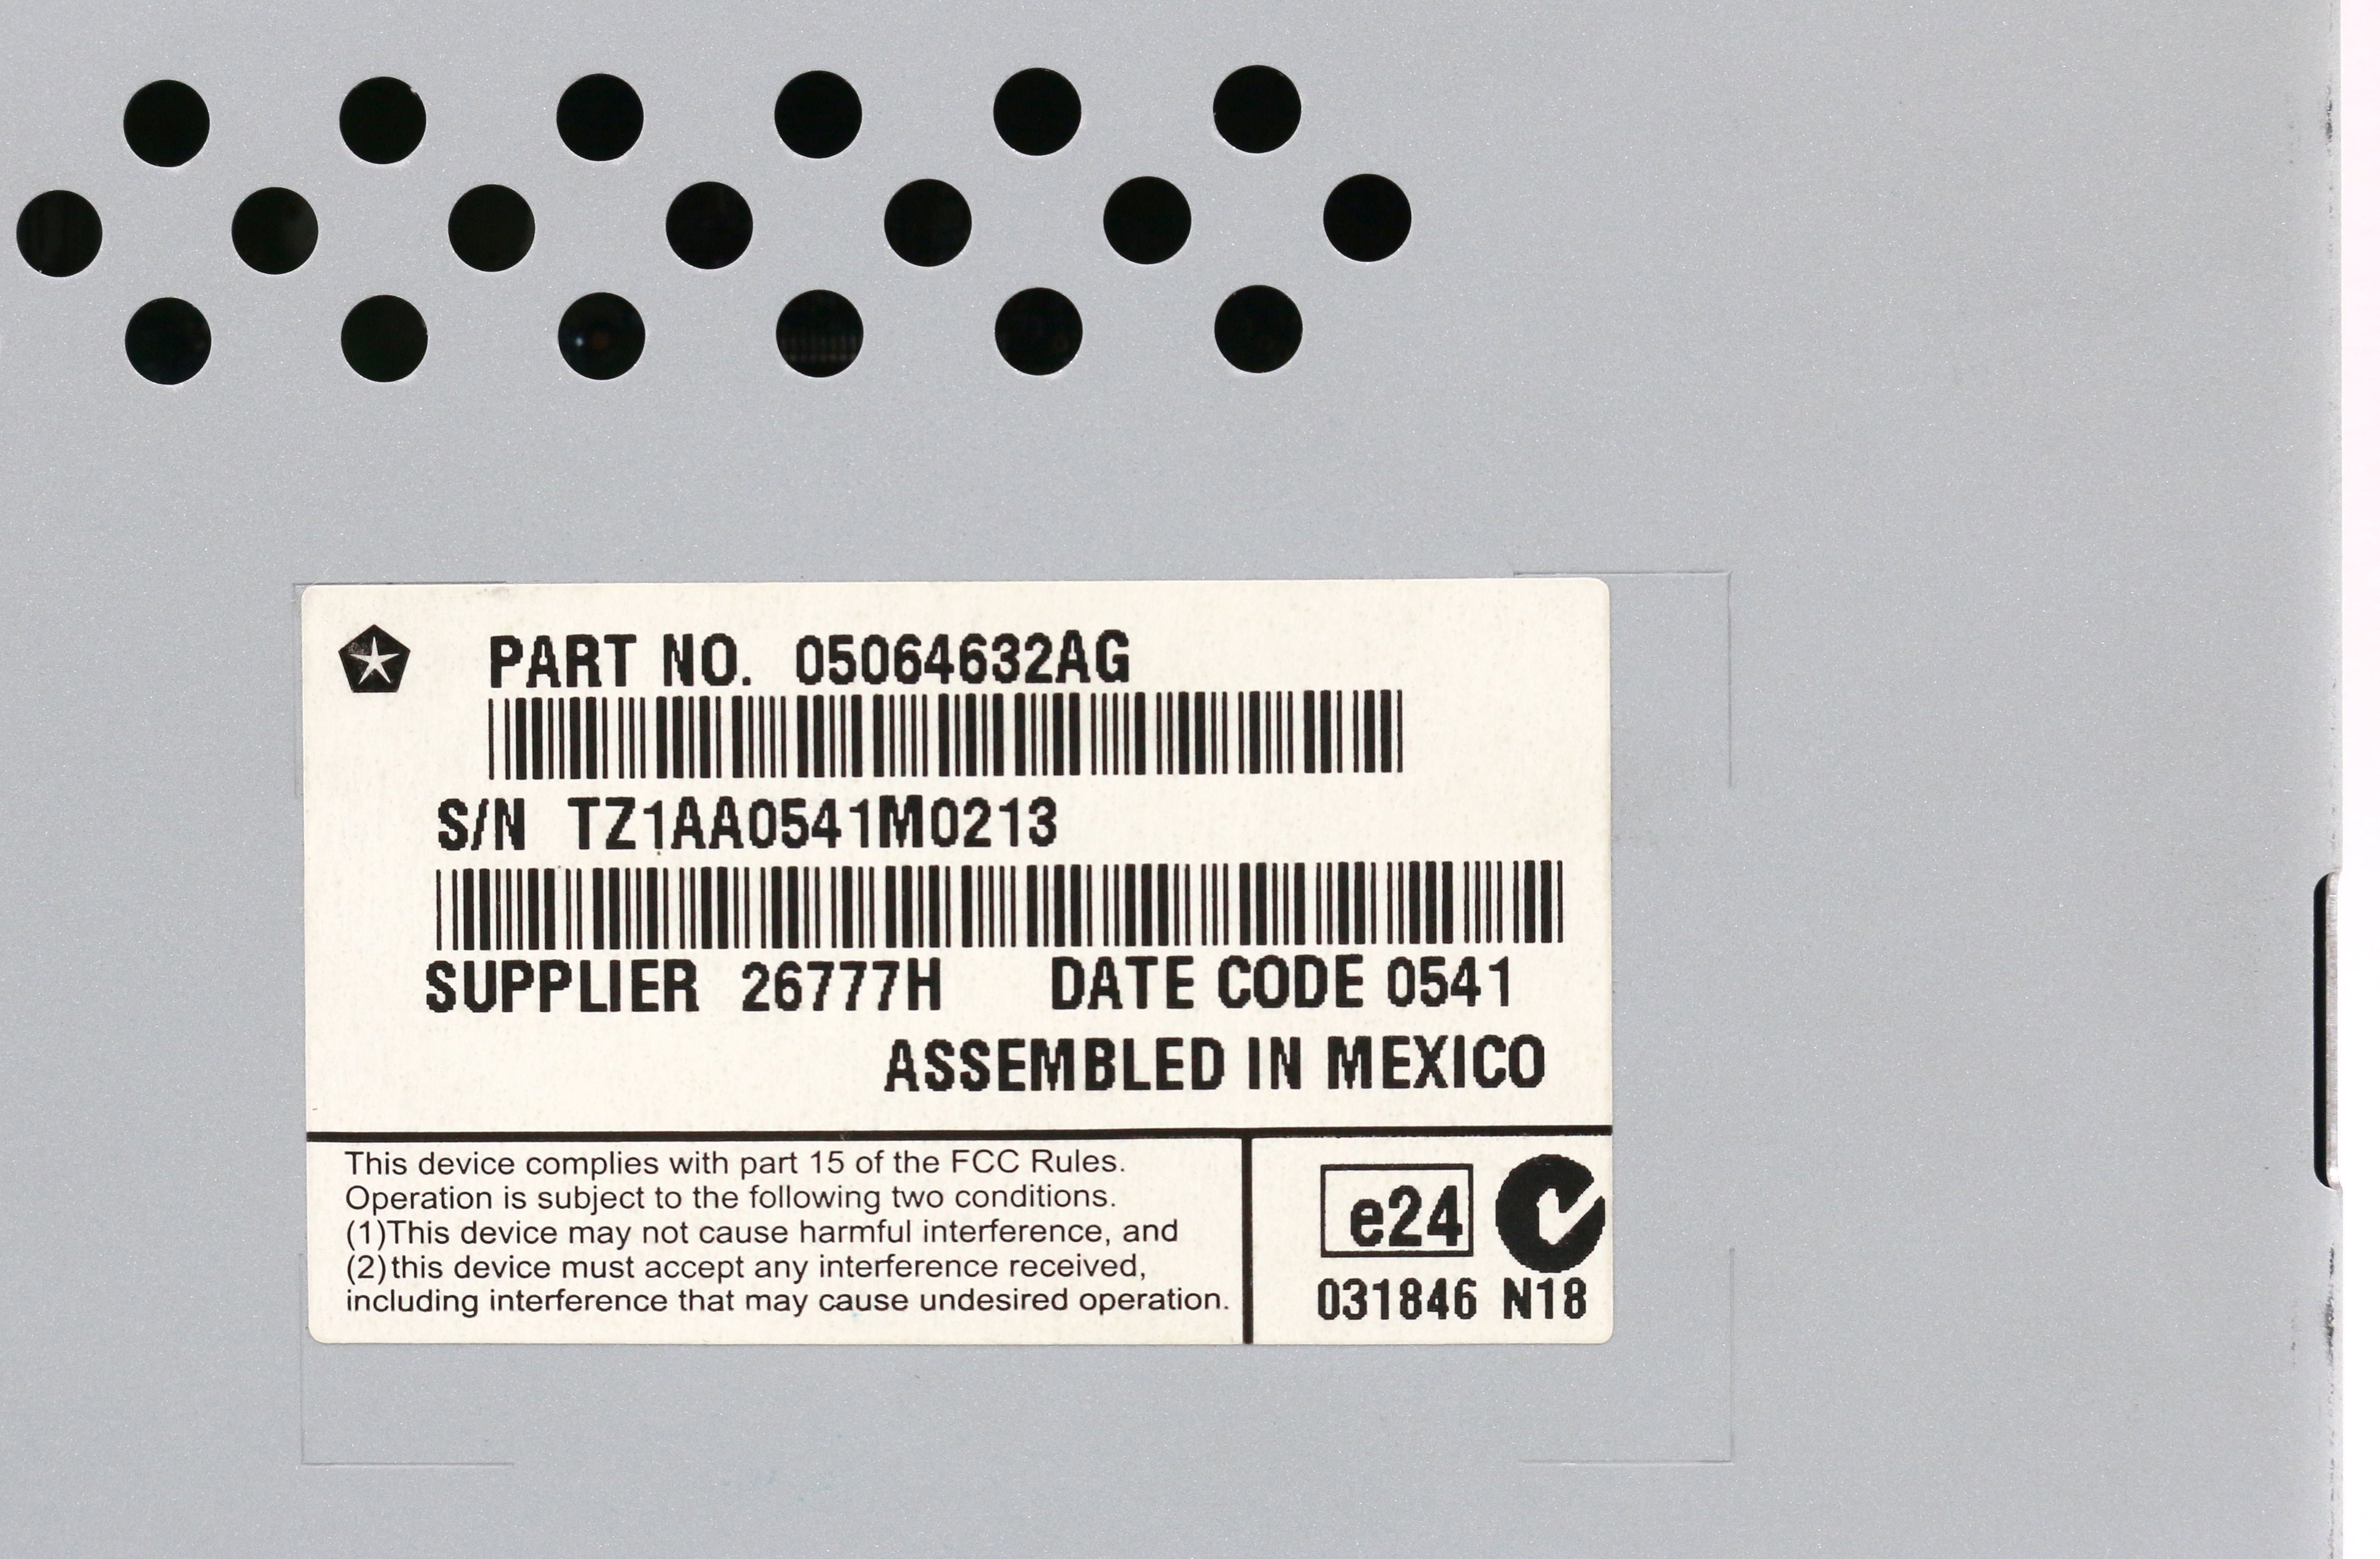 PART NO. 05064632AG
S/N TZ1AA0541M0213
SUPPLIER 26777H DATE CODE 0541
ASSEMBLED IN MEXICO
This device complies with part 15 of the FCC Rules.
Operation is subject to the following two conditions.
(1)This device may not cause harmful interference, and
(2)this device must accept any interference received,
including interference that may cause undesired operation.
e24
031846 N18